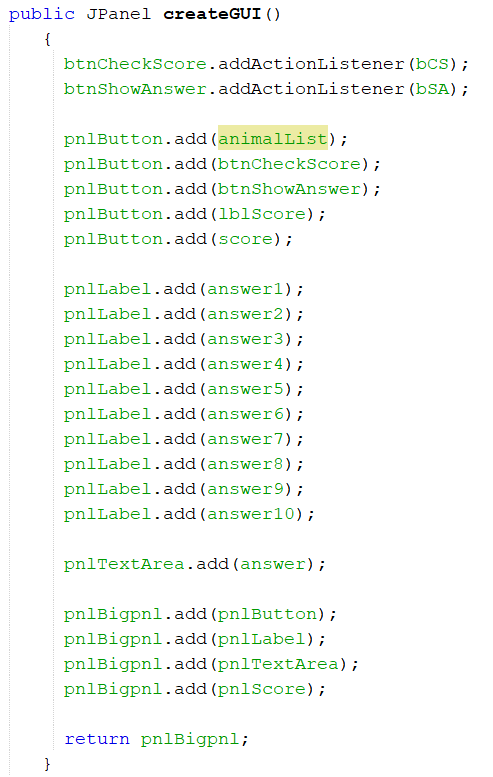 public JPanel createGUI()
{
btnCheckScore.addActionListener(bCS);
btnShowAnswer.addActionListener(bSA);
pnlButton.add(animalList);
pnlButton.add(btnCheckScore);
pnlButton.add(btnShowAnswer);
pnlButton.add(lblScore);
pnlButton.add(score);
pnlLabel.add(answer1);
pnlLabel.add(answer2);
pnlLabel.add(answer3);
pnlLabel.add(answer4);
pnlLabel.add(answer5);
pnlLabel.add(answer6);
pnlLabel.add(answer7);
pnlLabel.add(answer8);
pnlLabel.add(answer9);
pnlLabel.add(answer10);
pnlTextArea.add(answer);
pnlBigpnl.add(pnlButton);
pnlBigpnl.add(pnlLabel);
pnlBigpnl.add(pnlTextArea);
pnlBigpnl.add(pnlScore);
return pnlBigpnl;
}